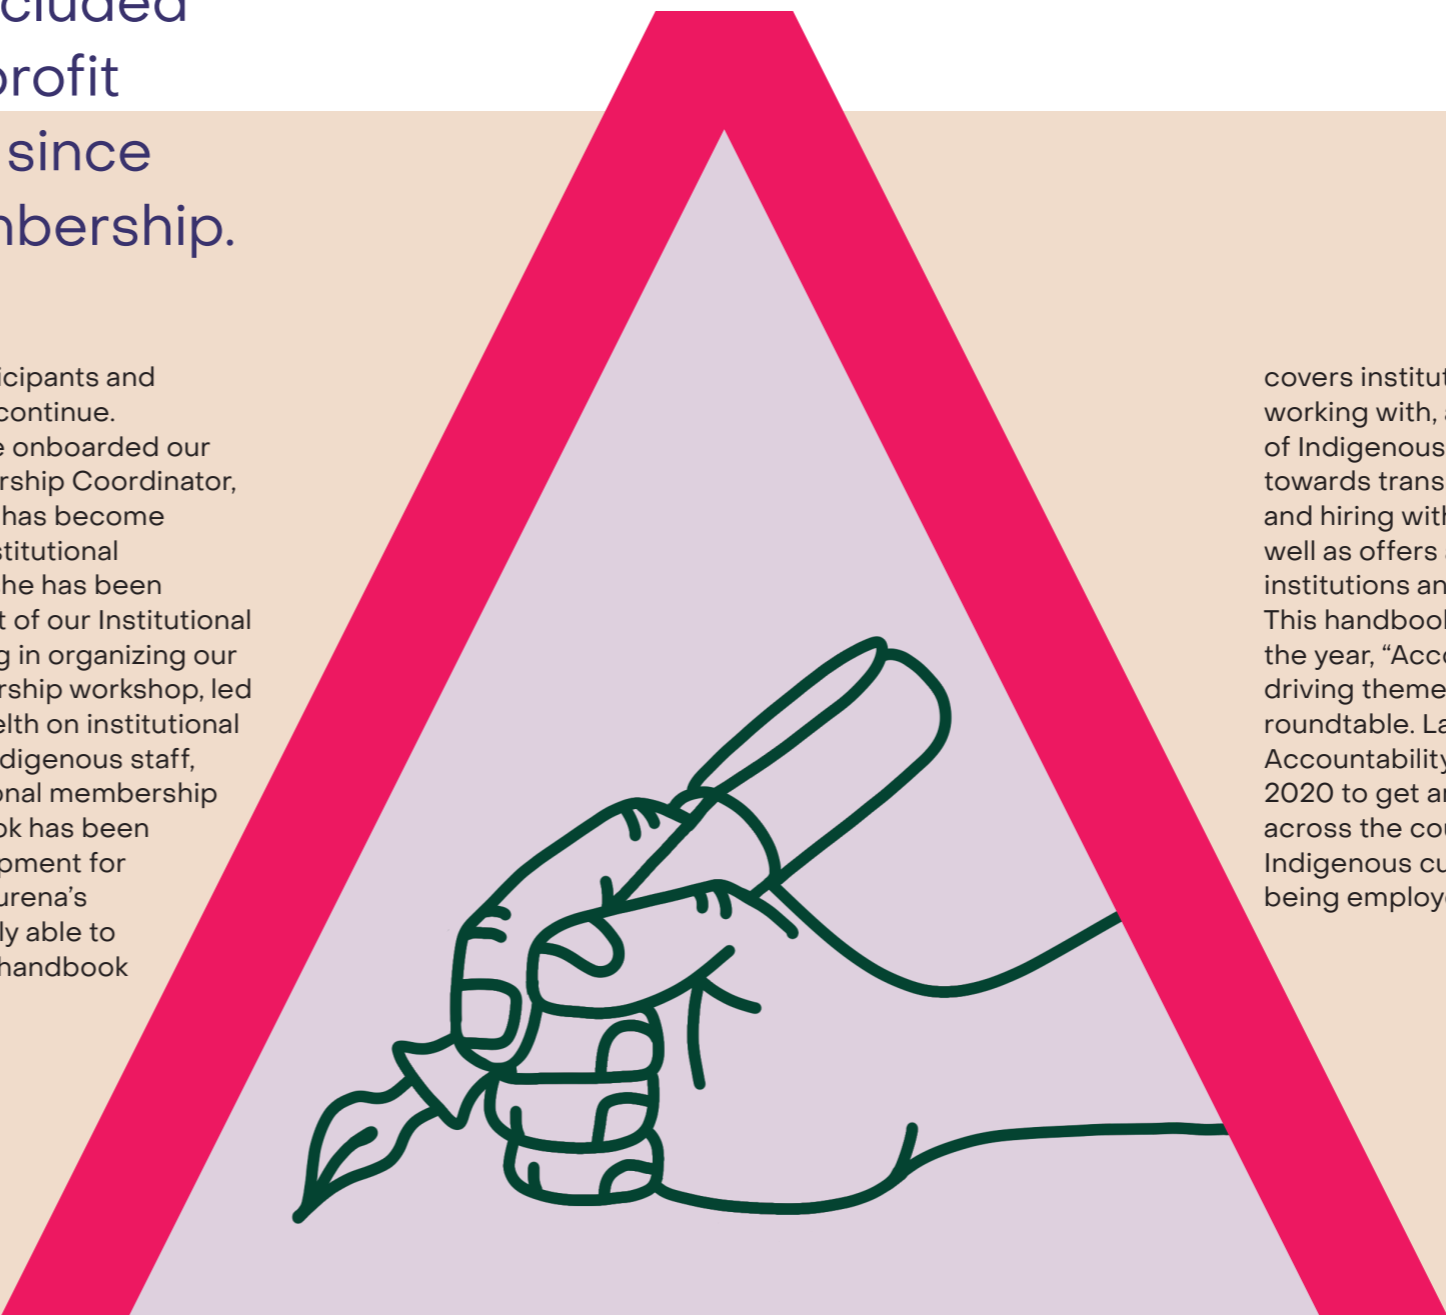 cluded
profit
since
bership.
icipants and
continue.
onboarded our
rship Coordinator,
has become
stitutional
he has been
of our Institutional
in organizing our
rship workshop, led
elth on institutional
digenous staff,
onal membership
ok has been
pment for
urena's
ly able to
handbook
covers institut
working with,
of Indigenous
towards trans
and hiring with
well as offers
institutions an
This handbook
the year, “Acco
driving theme
roundtable. La
Accountability
2020 to get an
across the cou
Indigenous cu
being employe